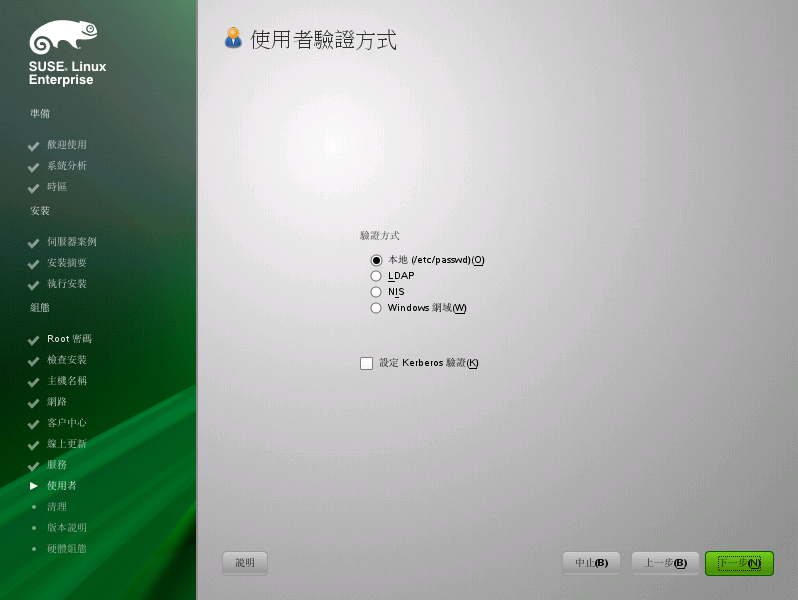 SUSE® Linux
Enterprise
準備
歡迎使用
系統分析
時區
安裝
伺服器案例
安裝摘要
執行安裝
組態
Root 密碼
檢查安裝
主機名稱
網路
客户中心
線上更新
服務
使用者
清理
版本說明
硬體組態
使用者驗證方式
驗證方式
本地 (/etc/passwd)(O)
LDAP
NIS
Windows 網域(W)
設定 Kerberos 驗證(K)
說明
中止(B)
上一步(B)
下一步(N)